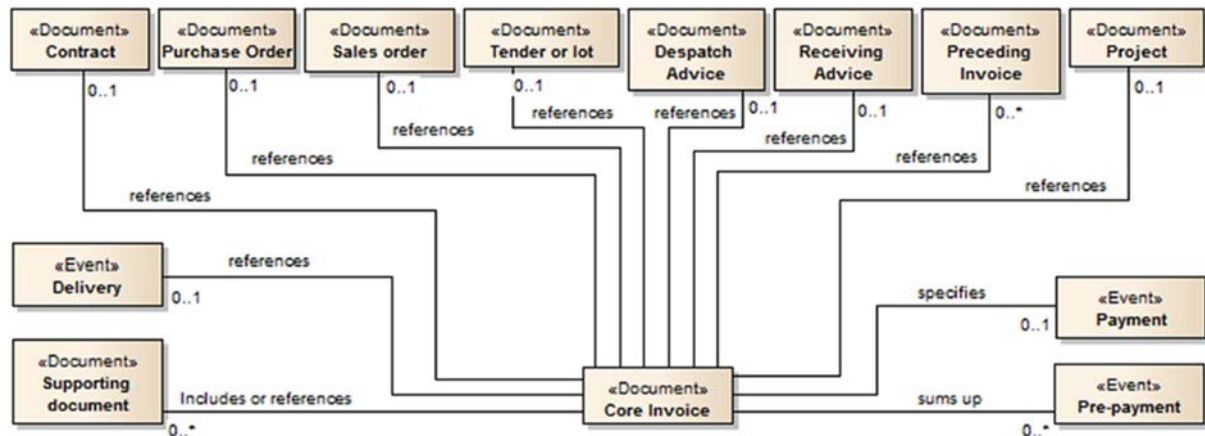 «Document»
Contract
0..1
«Document»
Purchase Order
0..1
«Document»
Sales order
0..1
«Document»
Tender or lot
0..1
«Document»
Despatch
Advice
0..1
«Document»
Receiving
Advice
0..1
«Document»
Preceding
Invoice
0..*
«Document»
Project
0..1
references
references
references
references
references
references
references
references
«Event»
Delivery
0..1
references
«Document»
Supporting
document
0..*
Includes or references
«Document»
Core Invoice
specifies
0..1
«Event»
Payment
sums up
0..*
«Event»
Pre-payment